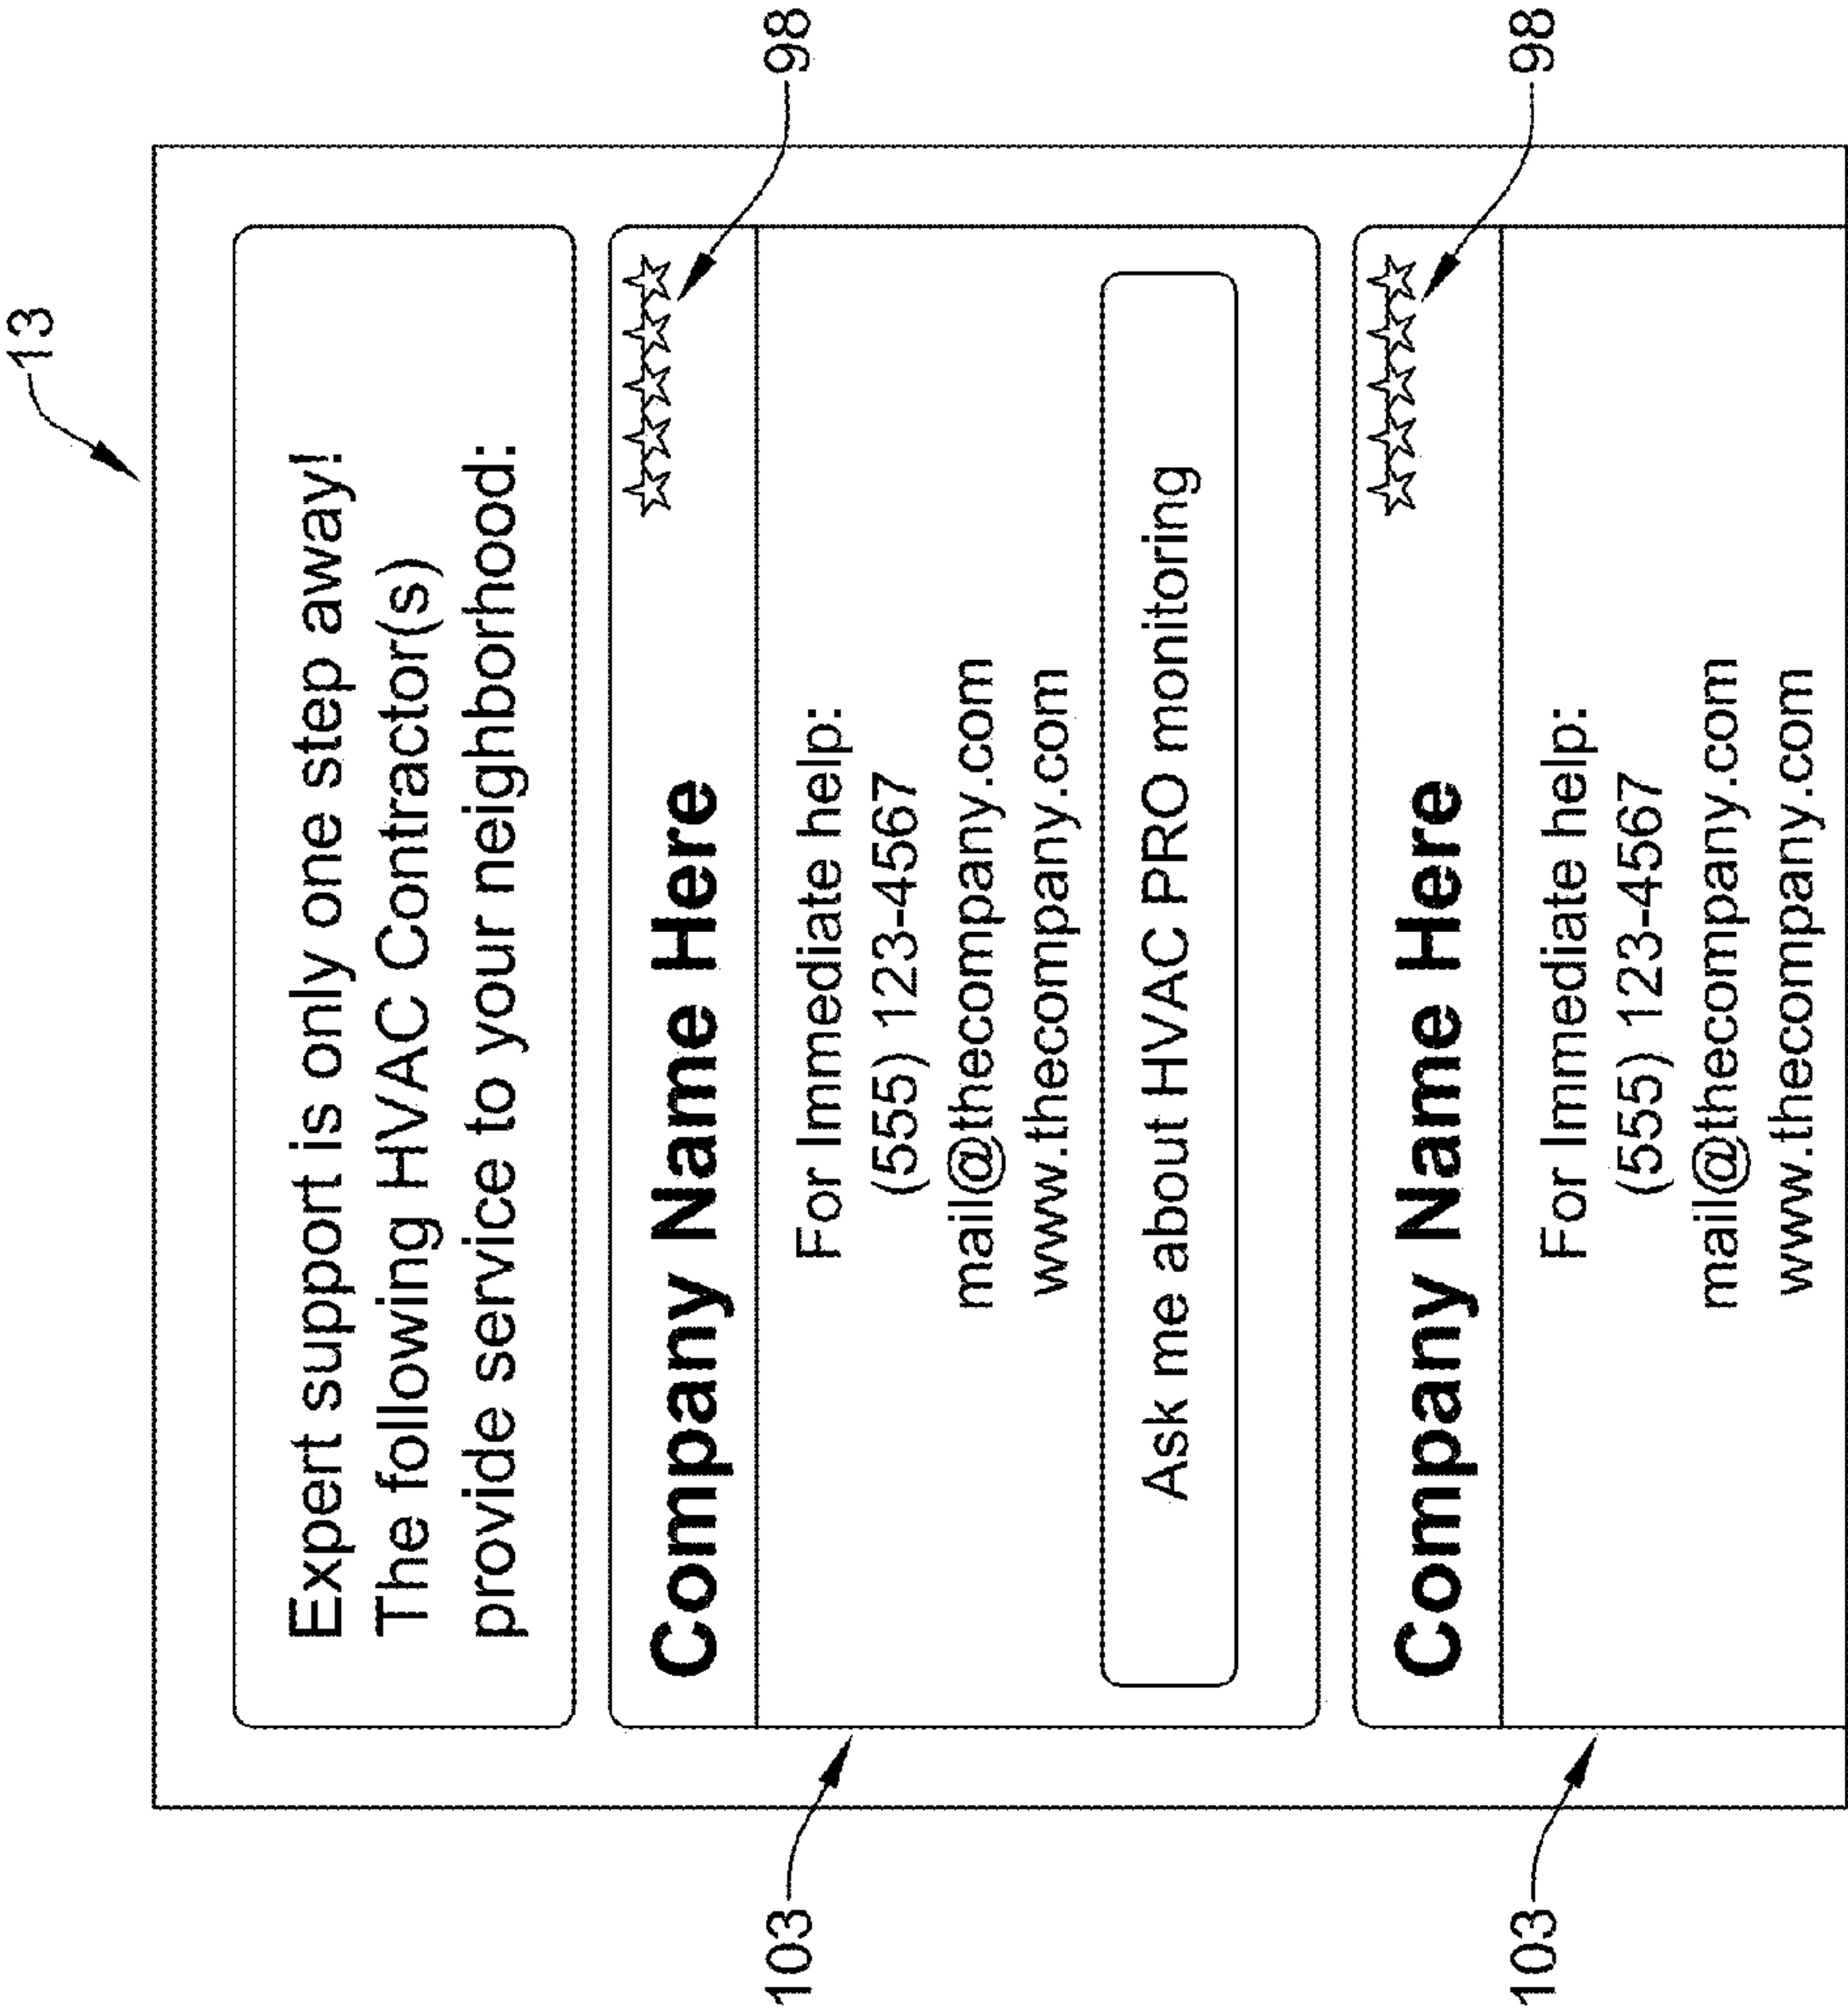 13
Expert support is only one step away!
The following HVAC Contractor(s)
provide service to your neighborhood:
Company Name Here
98
103
For Immediate help:
(555) 123-4567
mail@thecompany.com
www.thecompany.com
Ask me about HVAC PRO monitoring
Company Name Here
98
103
For Immediate help:
(555) 123-4567
mail@thecompany.com
www.thecompany.com